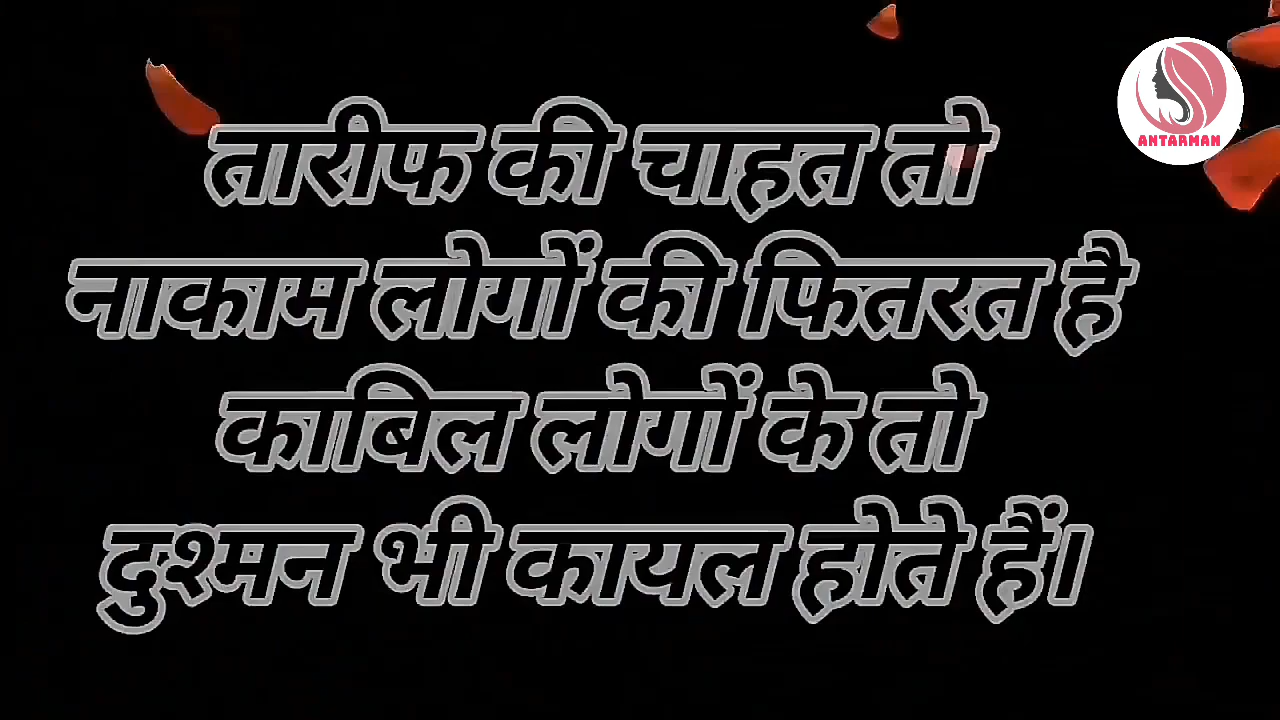 ANTARMAN
तारीफ की चाहत तो
नाकाम लोगों की फितरत है
काबिल लोगों के तो
दुश्मन भी कायल होते हैं।